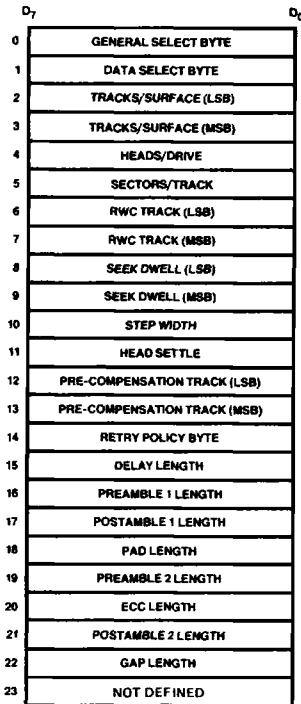 D7 D0
0 GENERAL SELECT BYTE
1 DATA SELECT BYTE
2 TRACKS/SURFACE (LSB)
3 TRACKS/SURFACE (MSB)
4 HEADS/DRIVE
5 SECTORS/TRACK
6 RWC TRACK (LSB)
7 RWC TRACK (MSB)
8 SEEK DWELL (LSB)
9 SEEK DWELL (MSB)
10 STEP WIDTH
11 HEAD SETTLE
12 PRE-COMPENSATION TRACK (LSB)
13 PRE-COMPENSATION TRACK (MSB)
14 RETRY POLICY BYTE
15 DELAY LENGTH
16 PREAMBLE 1 LENGTH
17 POSTAMBLE 1 LENGTH
18 PAD LENGTH
19 PREAMBLE 2 LENGTH
20 ECC LENGTH
21 POSTAMBLE 2 LENGTH
22 GAP LENGTH
23 NOT DEFINED